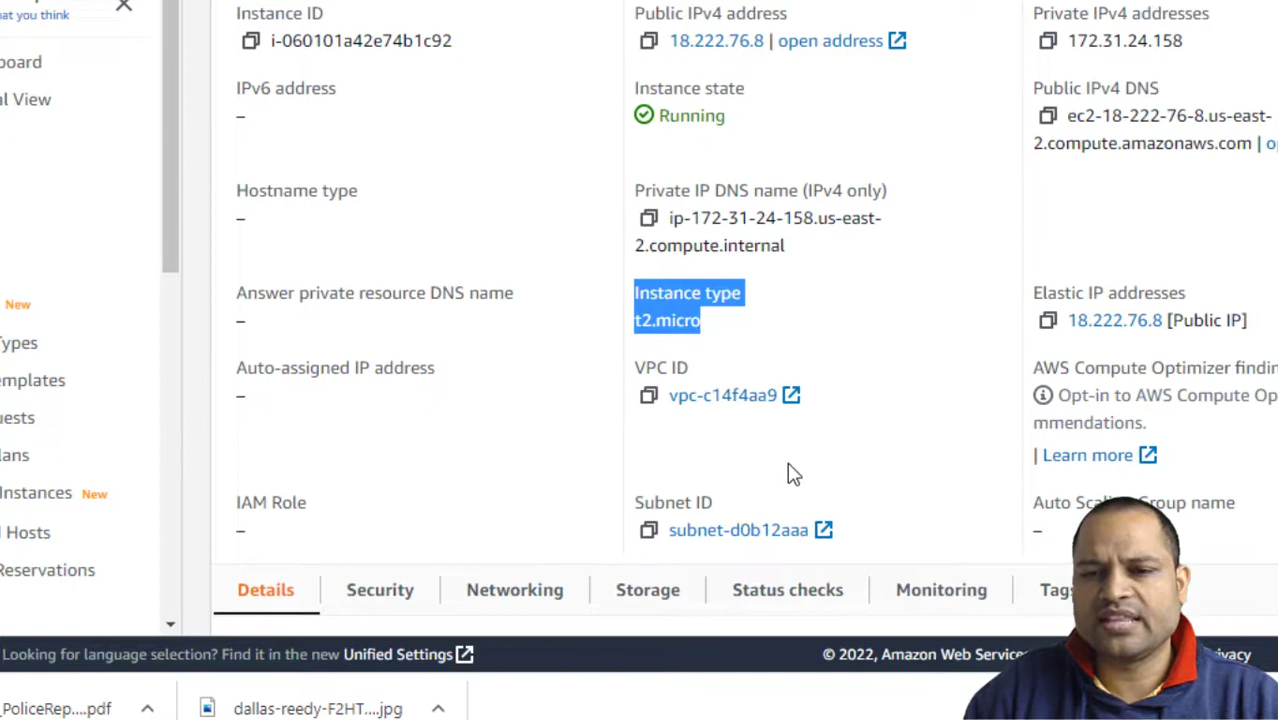 hat you think
Instance ID
i-060101a42e74b1c92
Public IPv4 address
18.222.76.8 | open address
Private IPv4 addresses
172.31.24.158
board
al View
IPv6 address
–
Instance state
Running
Public IPv4 DNS
ec2-18-222-76-8.us-east-
2.compute.amazonaws.com | o
Hostname type
–
Private IP DNS name (IPv4 only)
ip-172-31-24-158.us-east-
2.compute.internal
Answer private resource DNS name
–
Instance type
t2.micro
Elastic IP addresses
18.222.76.8 [Public IP]
New
Types
emplates
uests
lans
Instances New
d Hosts
Reservations
Auto-assigned IP address
–
VPC ID
vpc-c14f4aa9
AWS Compute Optimizer findin
Opt-in to AWS Compute Op
mmendations.
| Learn more
IAM Role
–
Subnet ID
subnet-d0b12aaa
Auto Scaling Group name
–
Details
Security
Networking
Storage
Status checks
Monitoring
Tags
Looking for language selection? Find it in the new Unified Settings
© 2022, Amazon Web Service
ivacy
_PoliceRep....pdf
dallas-reedy-F2HT....jpg